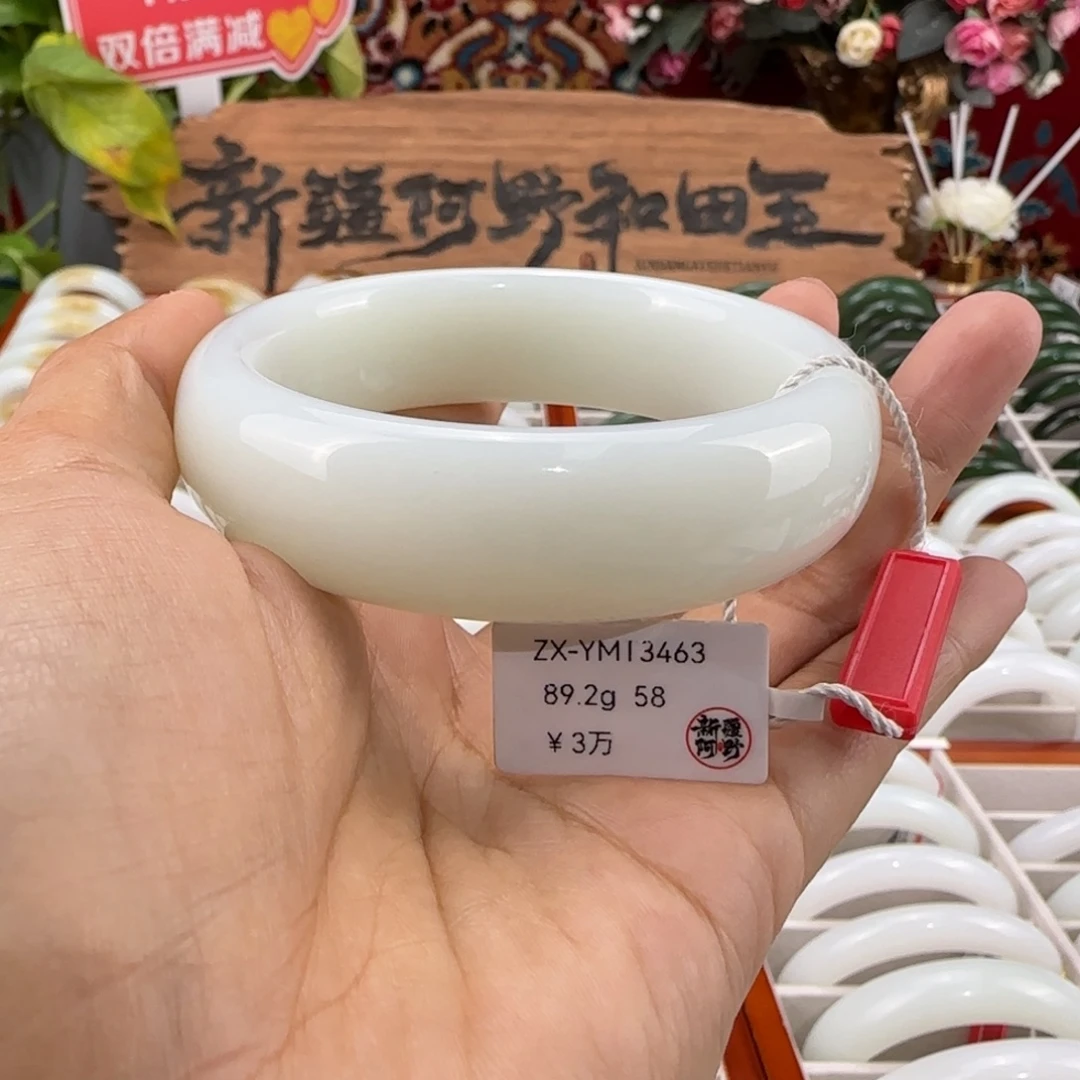 双倍满减
新疆阿野和田玉
ZX-YM13463
89.2g 58
¥3万
新疆
阿野